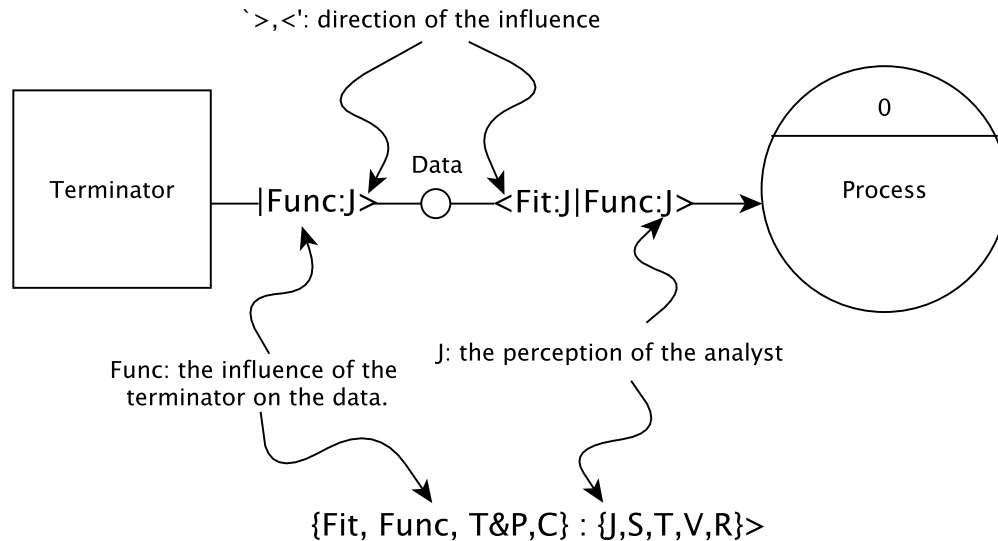 `>,<': direction of the influence
0
Data
Terminator
Process
|Func:J>
<Fit:J|Func:J>
J: the perception of the analyst
Func: the influence of the
terminator on the data.
{Fit, Func, T&P,C} : {J,S,T,V,R}>